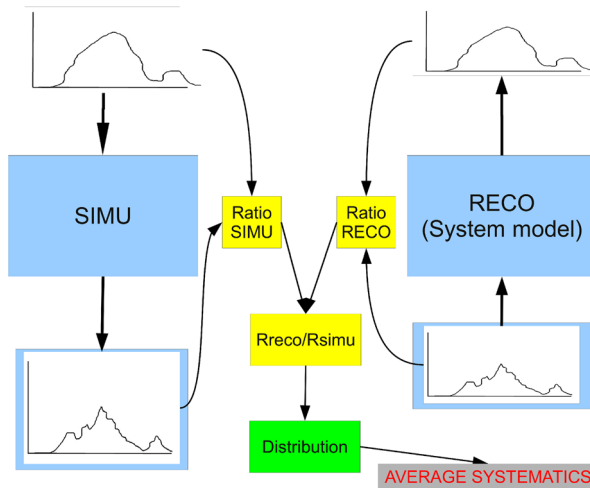 SIMU
RECO
(System model)
Ratio
SIMU
Ratio
RECO
Rreco/Rsimu
Distribution
AVERAGE SYSTEMATICS